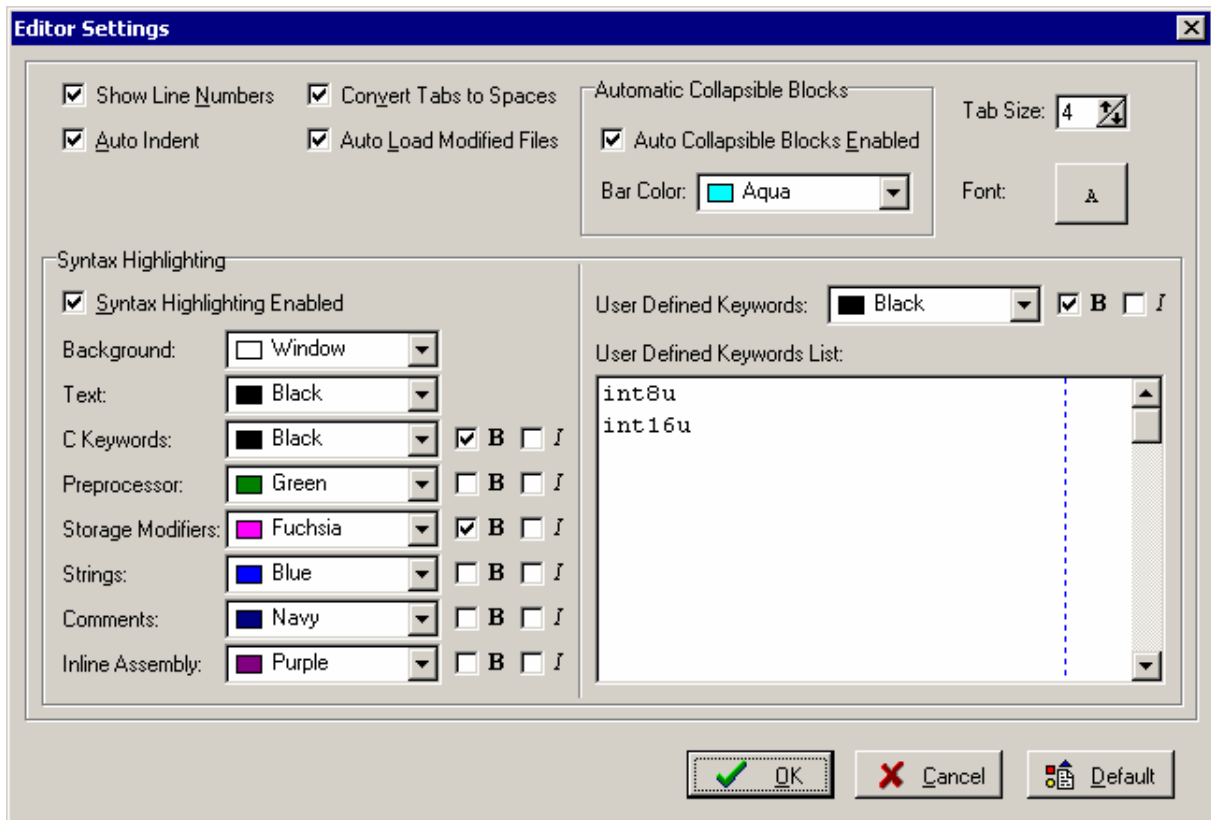 Editor Settings
Show Line Numbers
Convert Tabs to Spaces
Auto Indent
Auto Load Modified Files
Automatic Collapsible Blocks
Auto Collapsible Blocks Enabled
Bar Color: Aqua
Tab Size: 4
Font: A
Syntax Highlighting
Syntax Highlighting Enabled
Background: Window
Text: Black
C Keywords: Black B I
Preprocessor: Green B I
Storage Modifiers: Fuchsia B I
Strings: Blue B I
Comments: Navy B I
Inline Assembly: Purple B I
User Defined Keywords: Black B I
User Defined Keywords List:
int8u
int16u
OK Cancel Default